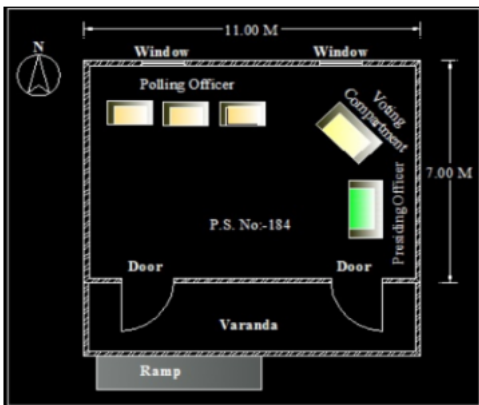 11.00 M
N
Window
Window
Polling Officer
Voting
Compartment
7.00 M
Presiding Officer
P.S. No:-184
Door
Door
Varanda
Ramp